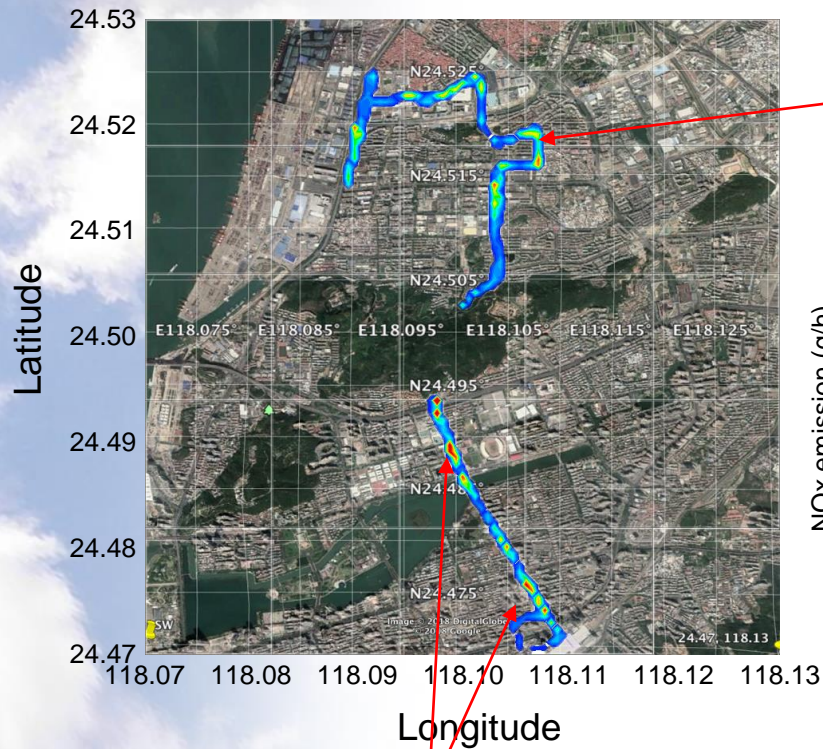 24.53
24.52
24.51
24.50
24.49
24.48
24.47
Latitude
N24.525°
N24.515°
N24.505°
E118.075° E118.085° E118.095° E118.105° E118.115° E118.125°
N24.495
N24.475°
Image © 2018 DigitalGlobe
© 2018 Google
SW
24.47, 118.13
118.07 118.08 118.09 118.10 118.11 118.12 118.13
Longitude
NOx emission (g/h)